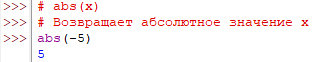 >>> # abs(x)
>>> # Возвращает абсолютное значение x
>>> abs(-5)
5